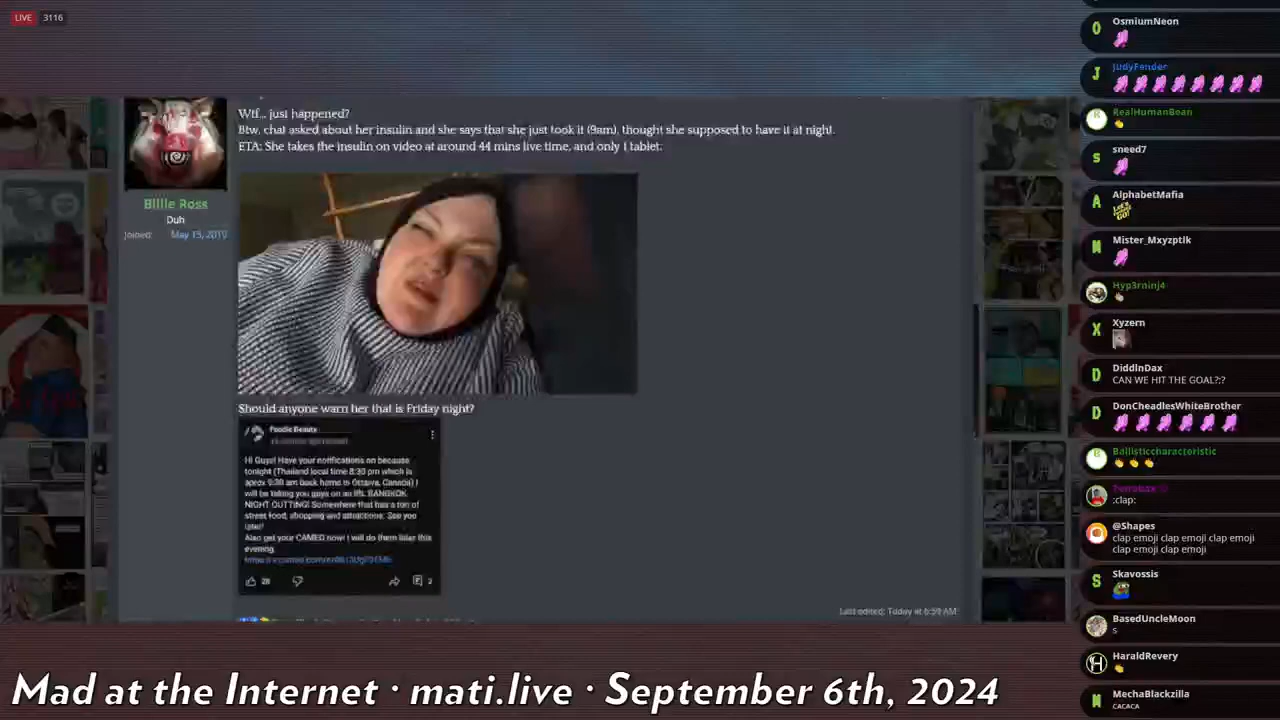 LIVE 3116
Wtf... just happened?
Btw, chat asked about her insulin and she says that she just took it (9am), thought she supposed to have it at night.
ETA: She takes the insulin on video at around 44 mins live time, and only 1 tablet.
Billie Ross
Duh
Joined: May 15, 2019
Should anyone warn her that is Friday night?
Foodie Beauty
Hi Guys! Have your notifications on because
tonight (Thailand local time 8:30 pm which is
aprox 9:30 am back home in Ottawa, Canada) I
will be taking you guys on an IRL BANGKOK
NIGHT OUTTING! Somewhere that has a ton of
street food, shopping and attractions. See you
later!
Also get your CAMEO now! I will do them later this
evening.
28
2
Last edited: Today at 6:59 AM
OsmiumNeon
JudyFender
RealHumanBean
sneed7
AlphabetMafia
LET'S GO!
Mister_Mxyzptlk
Hyp3rninj4
Xyzern
DiddlnDax
CAN WE HIT THE GOAL?:?
DonCheadlesWhiteBrother
Ballisticcharacteristic
:clap:
@Shapes
clap emoji clap emoji clap emoji
clap emoji clap emoji
Skavossis
BasedUncleMoon
s
HaraldRevery
MechaBlackzilla
CACACA
Mad at the Internet · mati.live · September 6th, 2024